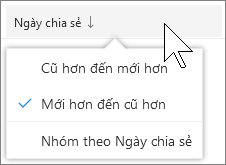 Ngày chia sẻ ↓
Cũ hơn đến mới hơn
Mới hơn đến cũ hơn
Nhóm theo Ngày chia sẻ